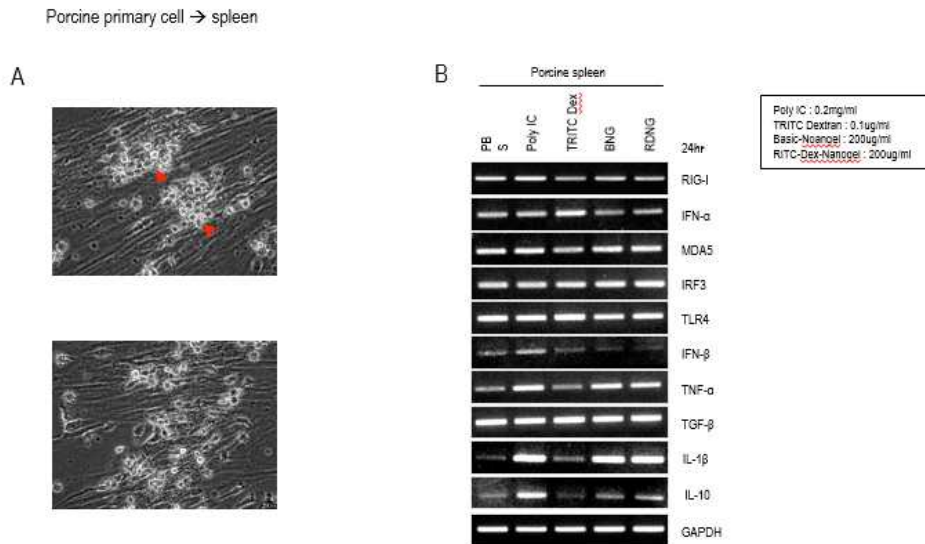 Porcine primary cell → spleen
A
B
Porcine spleen
PB
S
Poly IC
TRITC Dex
BNG
RDNG
24hr
Poly IC : 0.2mg/ml
TRITC Dextran : 0.1ug/ml
Basic-Noangel : 200ug/ml
RITC-Dex-Nanogel : 200ug/ml
RIG-I
IFN-α
MDA5
IRF3
TLR4
IFN-β
TNF-α
TGF-β
IL-1β
IL-10
GAPDH